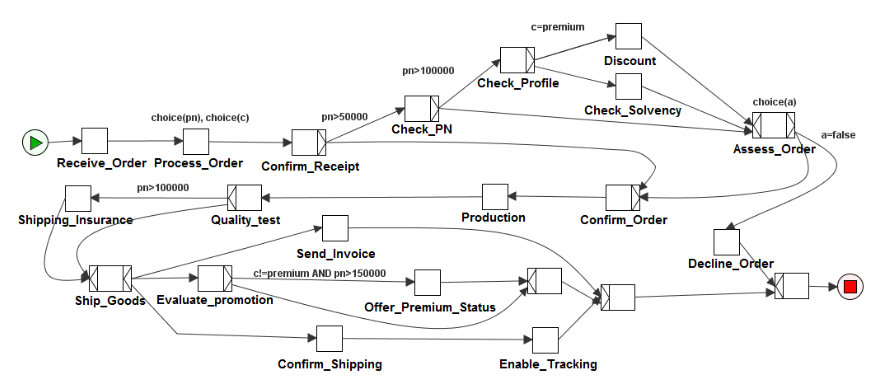 c=premium
Discount
pn>100000
Check_Profile
Check_Solvency
choice(a)
choice(pn), choice(c)
pn>50000
Check_PN
a=false
Assess_Order
Receive_Order
Process_Order
Confirm_Receipt
pn>100000
Shipping_Insurance
Quality_test
Production
Confirm_Order
Send_Invoice
Decline_Order
c!=premium AND pn>150000
Ship_Goods
Evaluate_promotion
Offer_Premium_Status
Confirm_Shipping
Enable_Tracking